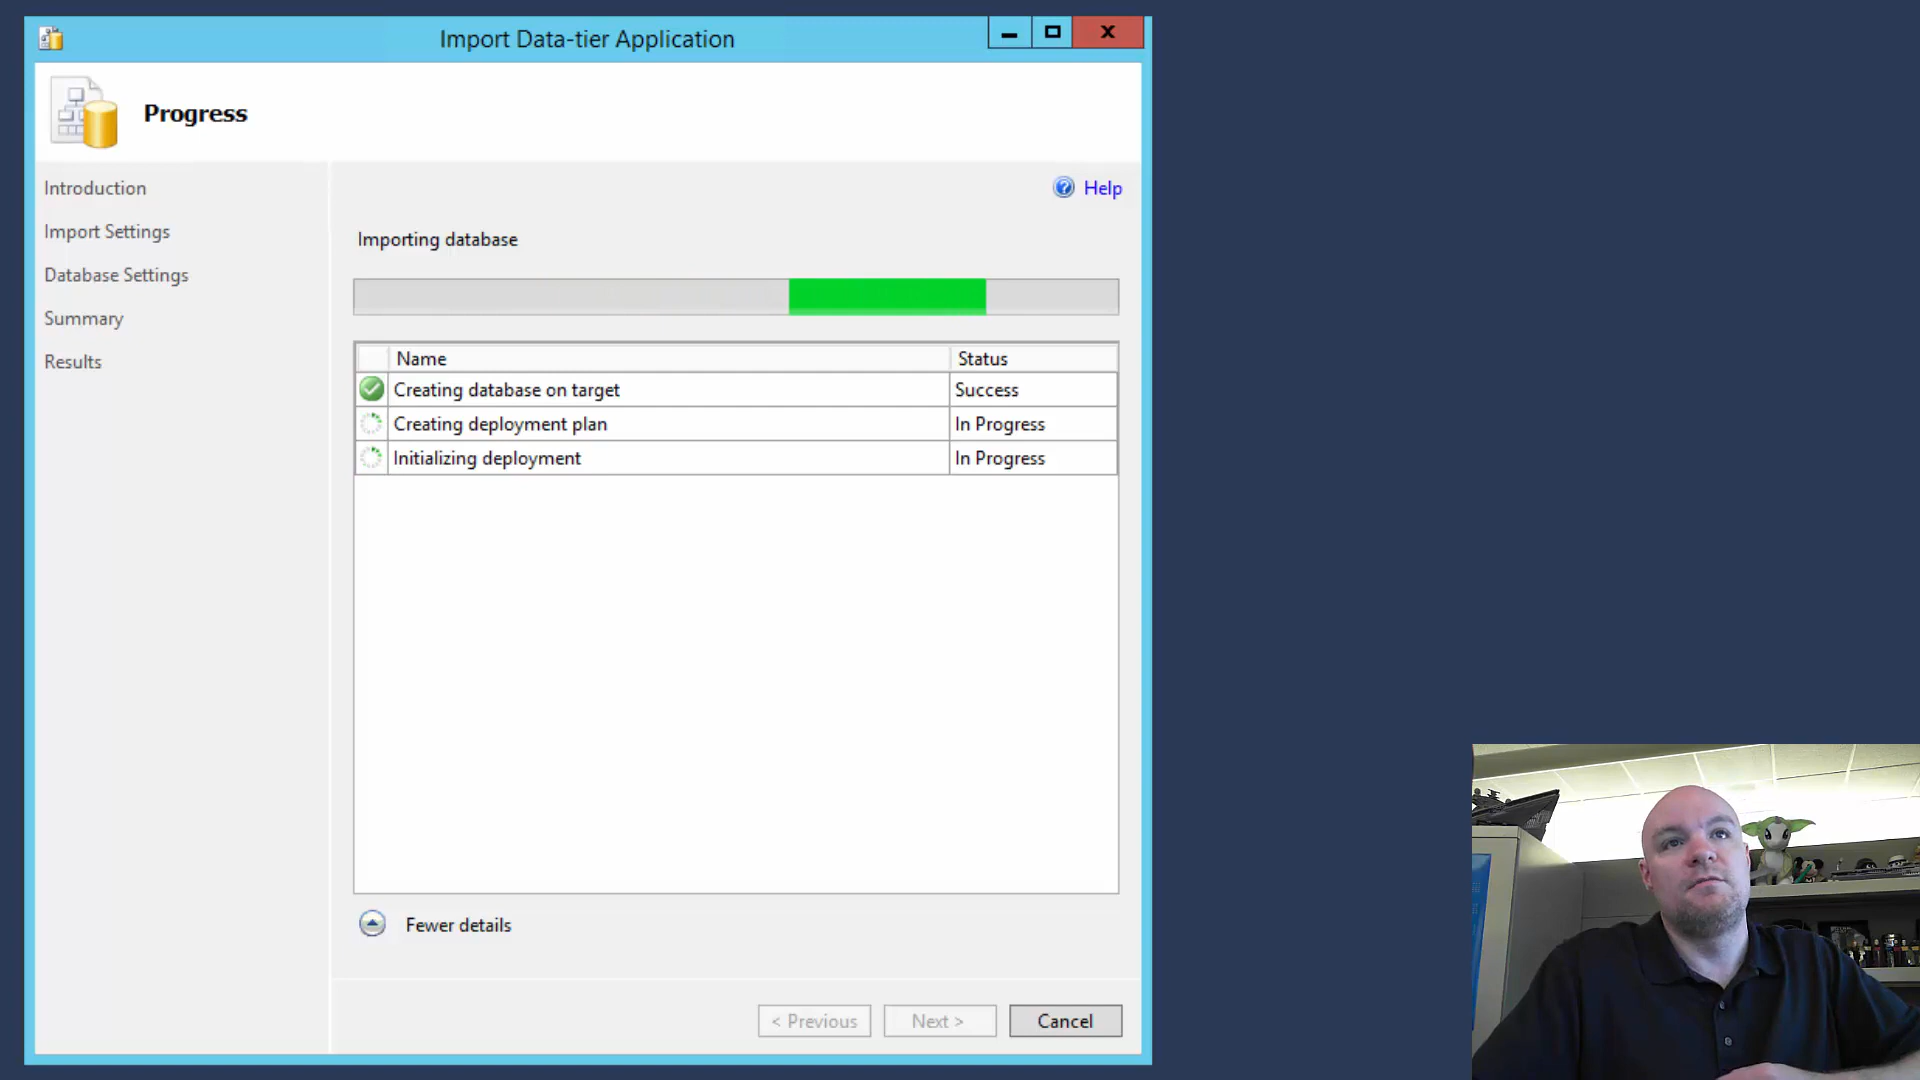 Import Data-tier Application
Progress
Introduction
Import Settings
Database Settings
Summary
Results
Help
Importing database
Name Status
Creating database on target Success
Creating deployment plan In Progress
Initializing deployment In Progress
Fewer details
< Previous Next > Cancel